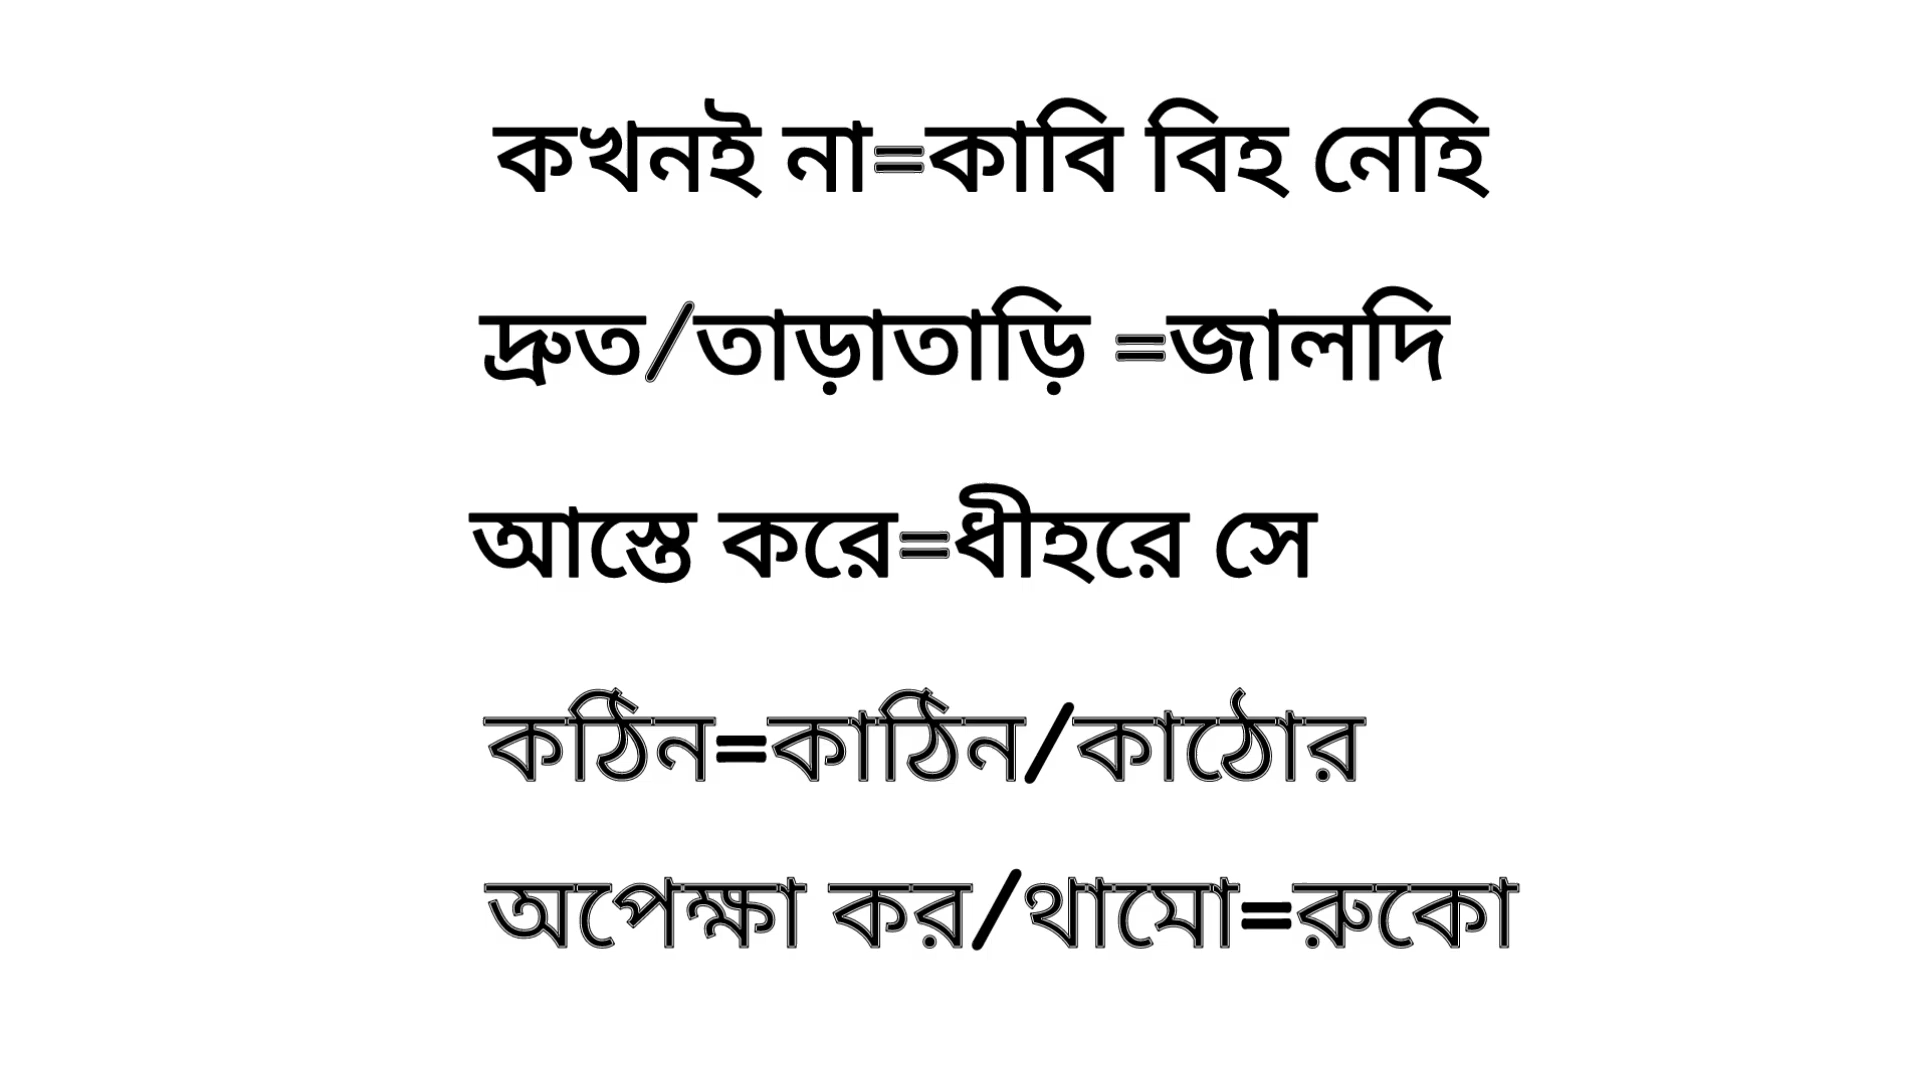 কখনই না=কাবি বিহ নেহি
দ্রুত/তাড়াতাড়ি =জালদি
আস্তে করে=ধীহরে সে
কঠিন=কাঠিন/কাঠোর
অপেক্ষা কর/থামো=রুকো